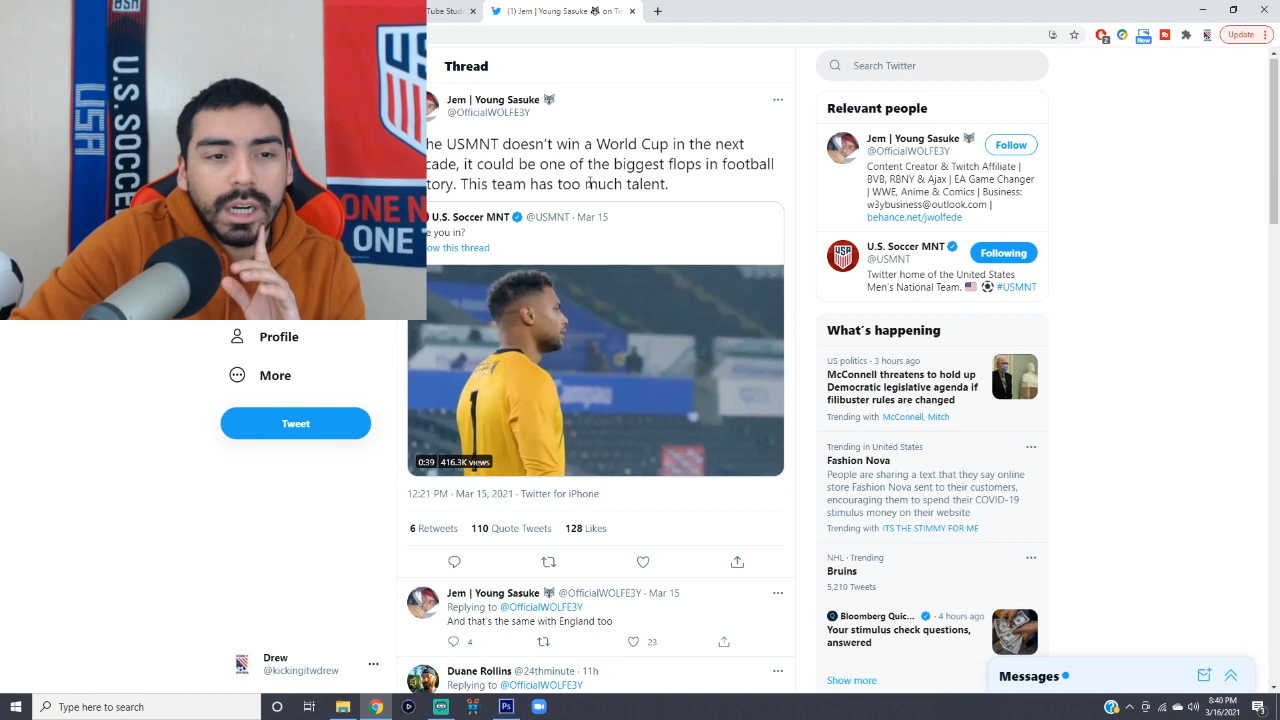 USA
U.S. SOCCER
USA
ONE N
ONE
be Stud
(1) Jem | Young Sasuke on Tw
Update
Thread
Search Twitter
Jem | Young Sasuke
@OfficialWOLFE3Y
he USMNT doesn't win a World Cup in the next
cade, it could be one of the biggest flops in football
tory. This team has too much talent.
U.S. Soccer MNT @USMNT · Mar 15
e you in?
ow this thread
1
0:39 416.3K views
12:21 PM · Mar 15, 2021 · Twitter for iPhone
6 Retweets 110 Quote Tweets 128 Likes
Jem | Young Sasuke @OfficialWOLFE3Y · Mar 15
Replying to @OfficialWOLFE3Y
And that's the same with England too
4 23
Duane Rollins @24thminute · 11h
Replying to @OfficialWOLFE3Y
Profile
More
Tweet
Drew
@kickingitwdrew
Relevant people
Jem | Young Sasuke
@OfficialWOLFE3Y
Follow
Content Creator & Twitch Affiliate |
BVB, RBNY & Ajax | EA Game Changer
| WWE, Anime & Comics | Business:
w3ybusiness@outlook.com |
behance.net/jwolfede
U.S. Soccer MNT
@USMNT
Following
Twitter home of the United States
Men's National Team. #USMNT
What's happening
US politics · 3 hours ago
McConnell threatens to hold up
Democratic legislative agenda if
filibuster rules are changed
Trending with McConnell, Mitch
Trending in United States
Fashion Nova
People are sharing a text that they say online
store Fashion Nova sent to their customers,
encouraging them to spend their COVID-19
stimulus money on their website
Trending with ITS THE STIMMY FOR ME
NHL · Trending
Bruins
5,210 Tweets
Bloomberg Quic... · 4 hours ago
Your stimulus check questions,
answered
Show more
Messages
Type here to search
8:40 PM
3/16/2021